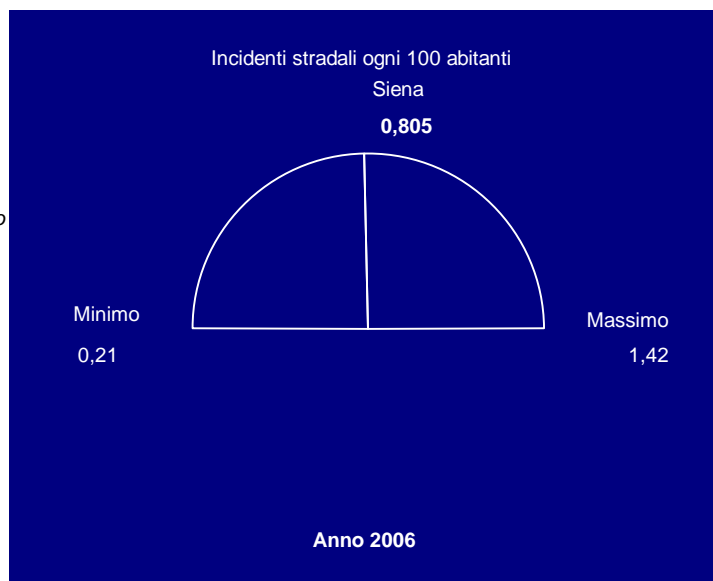 Incidenti stradali ogni 100 abitanti
Siena
0,805
o
Minimo
Massimo
0,21
1,42
Anno 2006